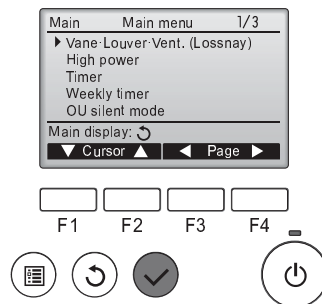 Main Main menu 1/3
Vane·Louver·Vent. (Lossnay)
High power
Timer
Weekly timer
OU silent mode
Main display:
Cursor Page
F1 F2 F3 F4